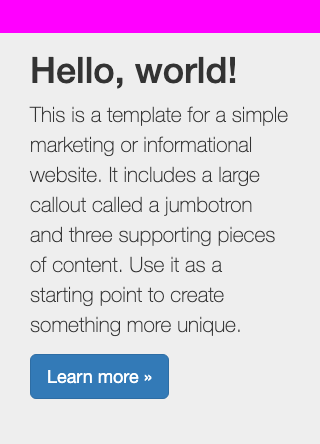 Hello, world!
This is a template for a simple
marketing or informational
website. It includes a large
callout called a jumbotron
and three supporting pieces
of content. Use it as a
starting point to create
something more unique.
Learn more »